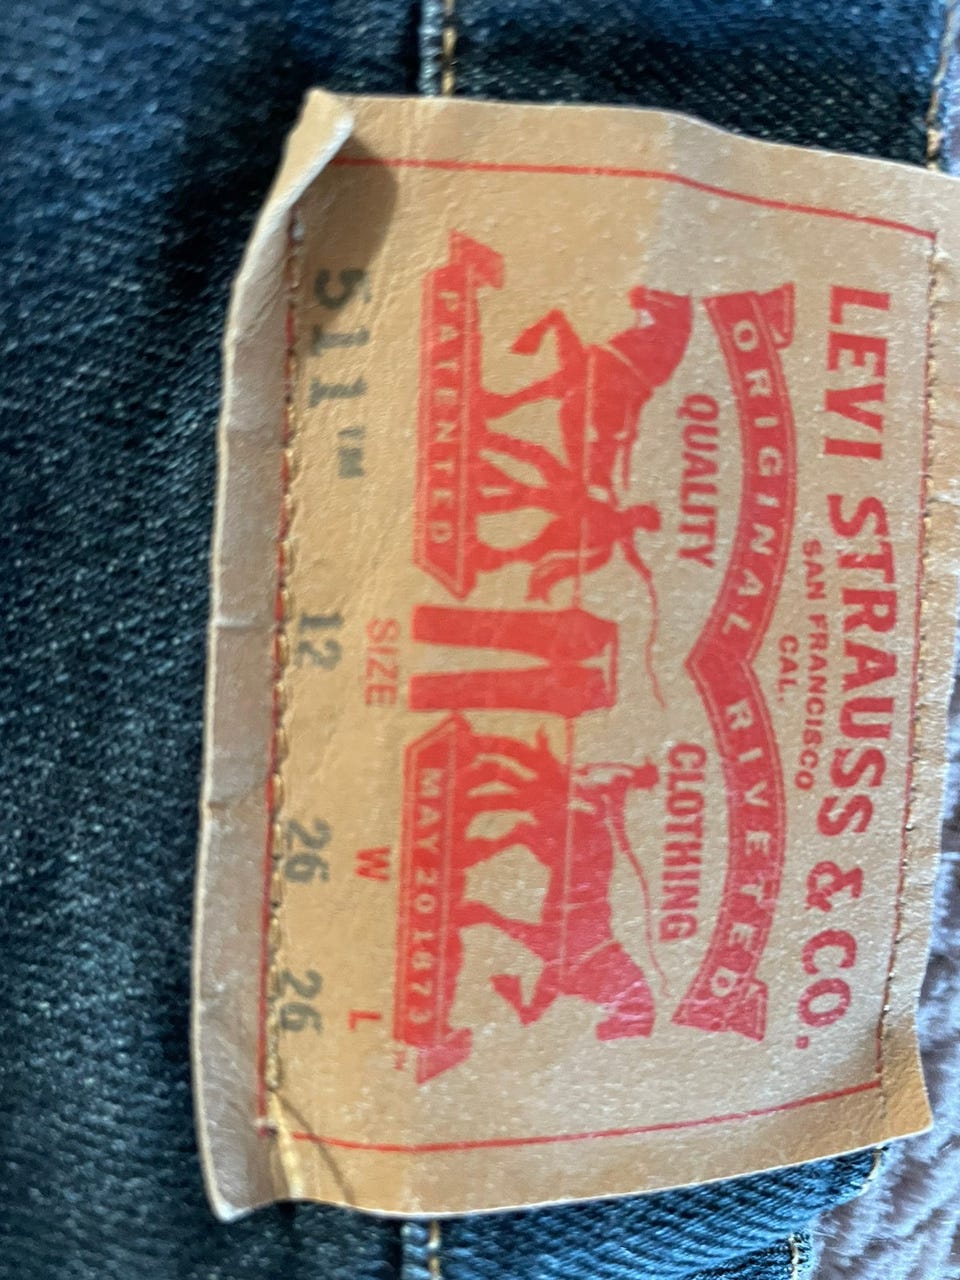 LEVI STRAUSS & CO.®
SAN FRANCISCO
CAL.
ORIGINAL RIVETED
QUALITY CLOTHING
PATENTED MAY 20 1873 ™
SIZE W L
511™ 12 26 26